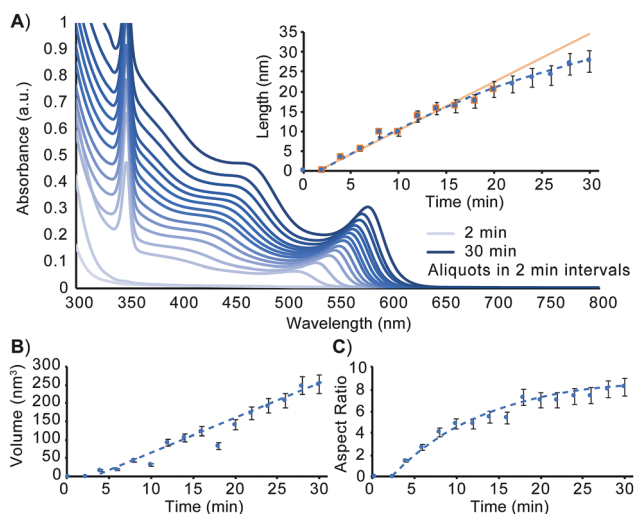 A)
1
0.9
0.8
0.7
0.6
0.5
0.4
0.3
0.2
0.1
0
Absorbance (a.u.)
300 350 400 450 500 550 600 650 700 750 800
Wavelength (nm)
35
30
25
20
15
10
5
0
Length (nm)
0 5 10 15 20 25 30
Time (min)
2 min
30 min
Aliquots in 2 min intervals
B)
300
250
200
150
100
50
0
Volume (nm³)
0 5 10 15 20 25 30
Time (min)
C)
8
6
4
2
0
Aspect Ratio
0 5 10 15 20 25 30
Time (min)